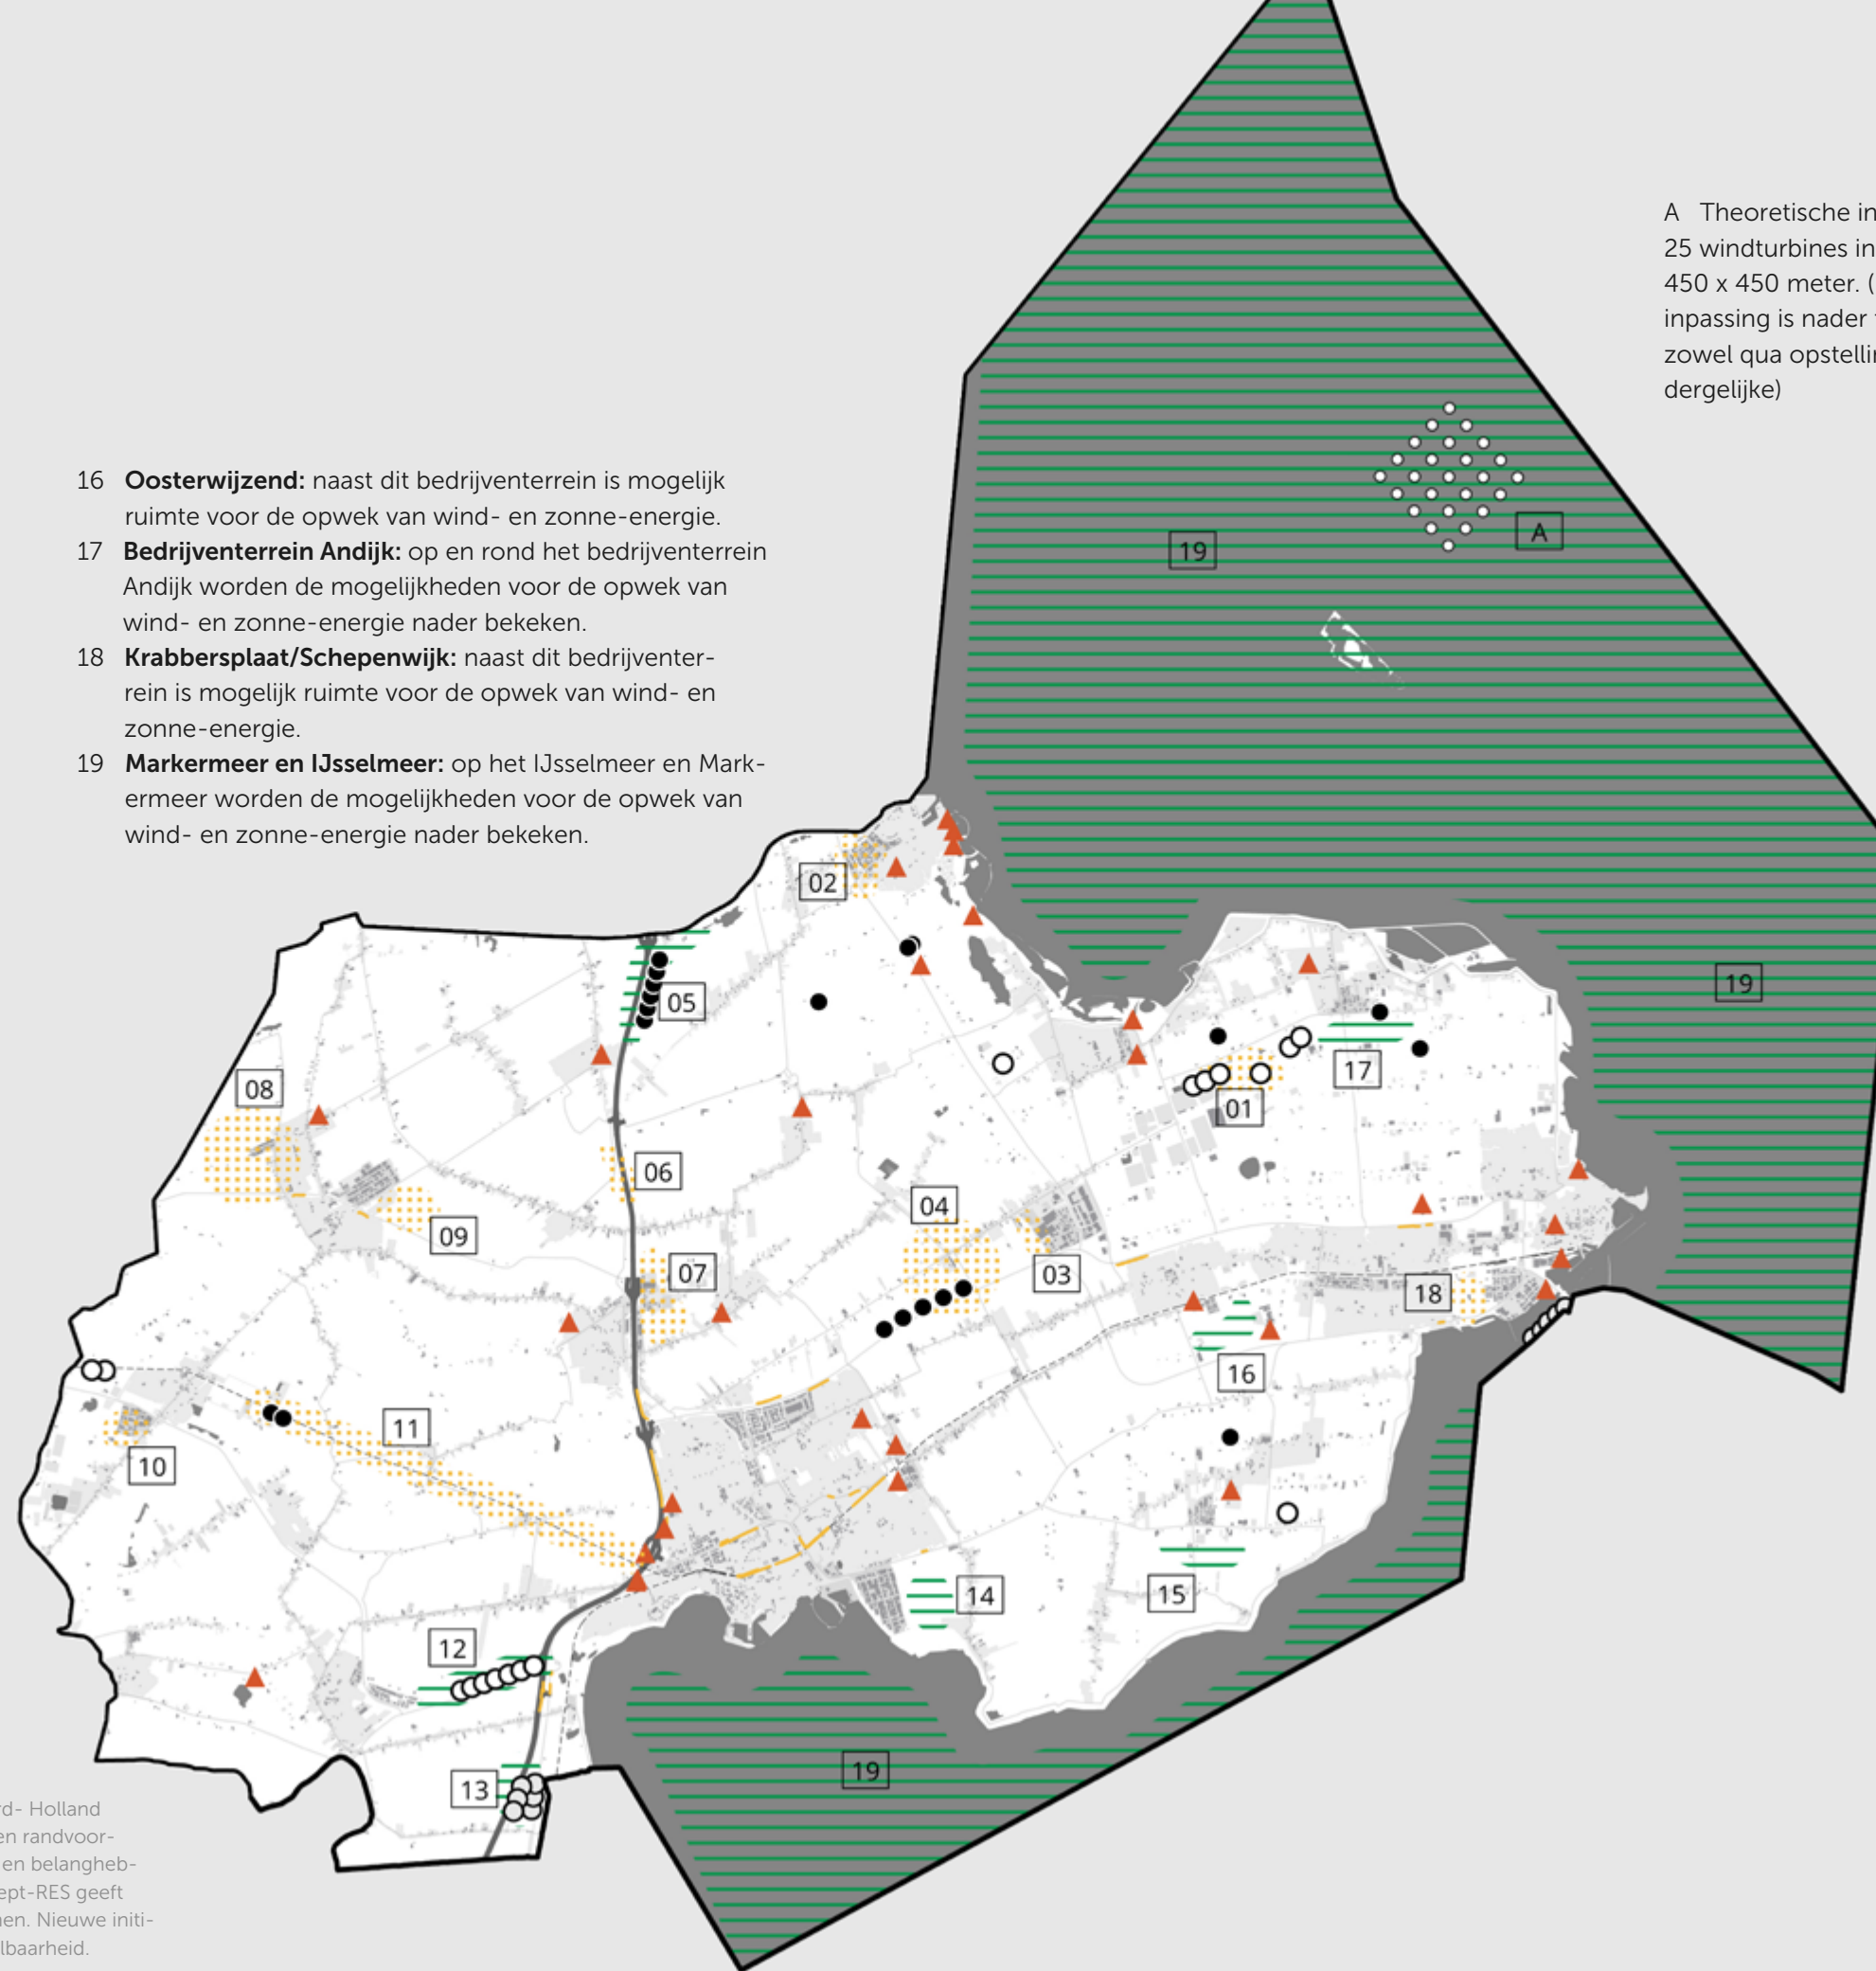 A Theoretische in
25 windturbines in
450 x 450 meter. (
inpassing is nader
zowel qua opstellin
dergelijke)
16 Oosterwijzend: naast dit bedrijventerrein is mogelijk
ruimte voor de opwek van wind- en zonne-energie.
17 Bedrijventerrein Andijk: op en rond het bedrijventerrein
Andijk worden de mogelijkheden voor de opwek van
wind- en zonne-energie nader bekeken.
18 Krabbersplaat/Schepenwijk: naast dit bedrijventer-
rein is mogelijk ruimte voor de opwek van wind- en
zonne-energie.
19 Markermeer en IJsselmeer: op het IJsselmeer en Mark-
ermeer worden de mogelijkheden voor de opwek van
wind- en zonne-energie nader bekeken.
A
19
02
19
05
17
08
01
06
04
09
07
03
18
16
11
10
15
14
12
19
13
rd- Holland
en randvoor-
en belangheb-
ept-RES geeft
en. Nieuwe initi-
lbaarheid.